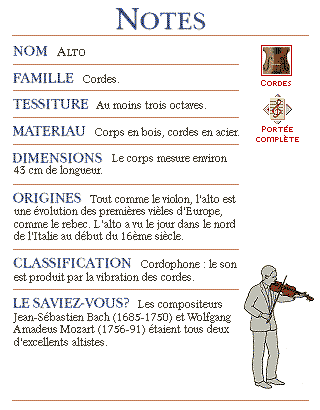 NOTES
NOM ALTO
FAMILLE Cordes.
TESSITURE Au moins trois octaves.
MATERIAU Corps en bois, cordes en acier.
DIMENSIONS Le corps mesure environ
43 cm de longueur.
ORIGINES Tout comme le violon, l'alto est
une évolution des premières vièles d'Europe,
comme le rebec. L'alto a vu le jour dans le nord
de l'Italie au début du 16ème siècle.
CLASSIFICATION Cordophone : le son
est produit par la vibration des cordes.
LE SAVIEZ-VOUS? Les compositeurs
Jean-Sébastien Bach (1685-1750) et Wolfgang
Amadeus Mozart (1756-91) étaient tous deux
d'excellents altistes.
CORDES
PORTÉE
COMPLÈTE